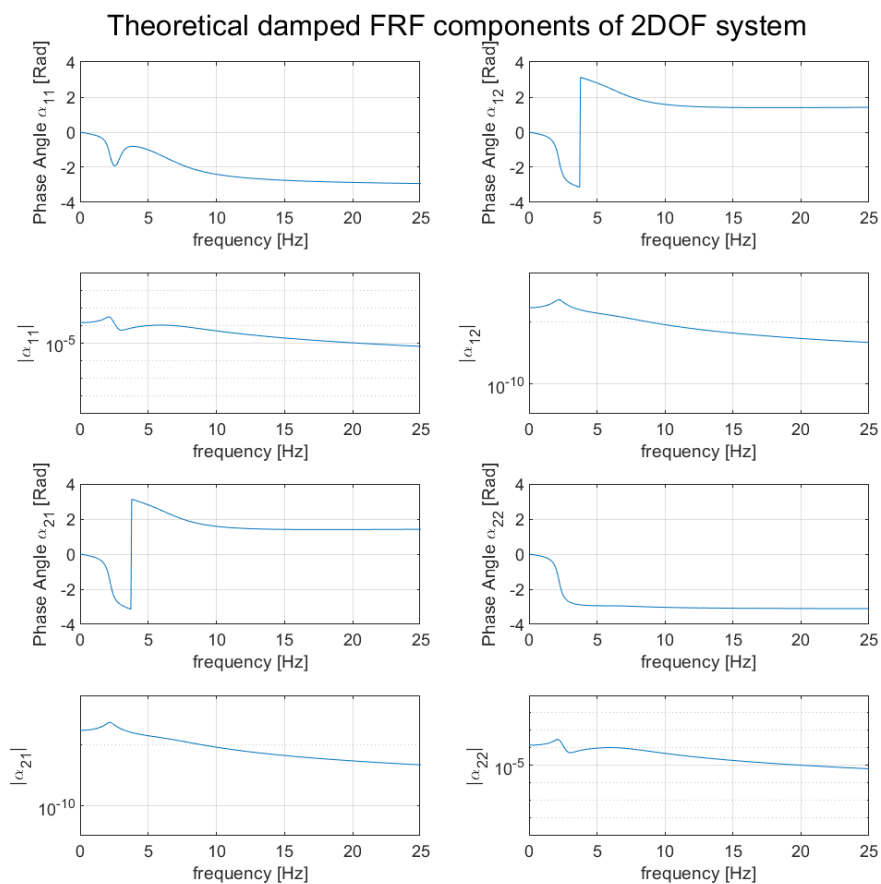 Theoretical damped FRF components of 2DOF system
Phase Angle α11 [Rad]
4
2
0
-2
-4
0 5 10 15 20 25
frequency [Hz]
Phase Angle α12 [Rad]
4
2
0
-2
-4
0 5 10 15 20 25
frequency [Hz]
|α11|
10-5
0 5 10 15 20 25
frequency [Hz]
|α12|
10-10
0 5 10 15 20 25
frequency [Hz]
Phase Angle α21 [Rad]
4
2
0
-2
-4
0 5 10 15 20 25
frequency [Hz]
Phase Angle α22 [Rad]
4
2
0
-2
-4
0 5 10 15 20 25
frequency [Hz]
|α21|
10-10
0 5 10 15 20 25
frequency [Hz]
|α22|
10-5
0 5 10 15 20 25
frequency [Hz]